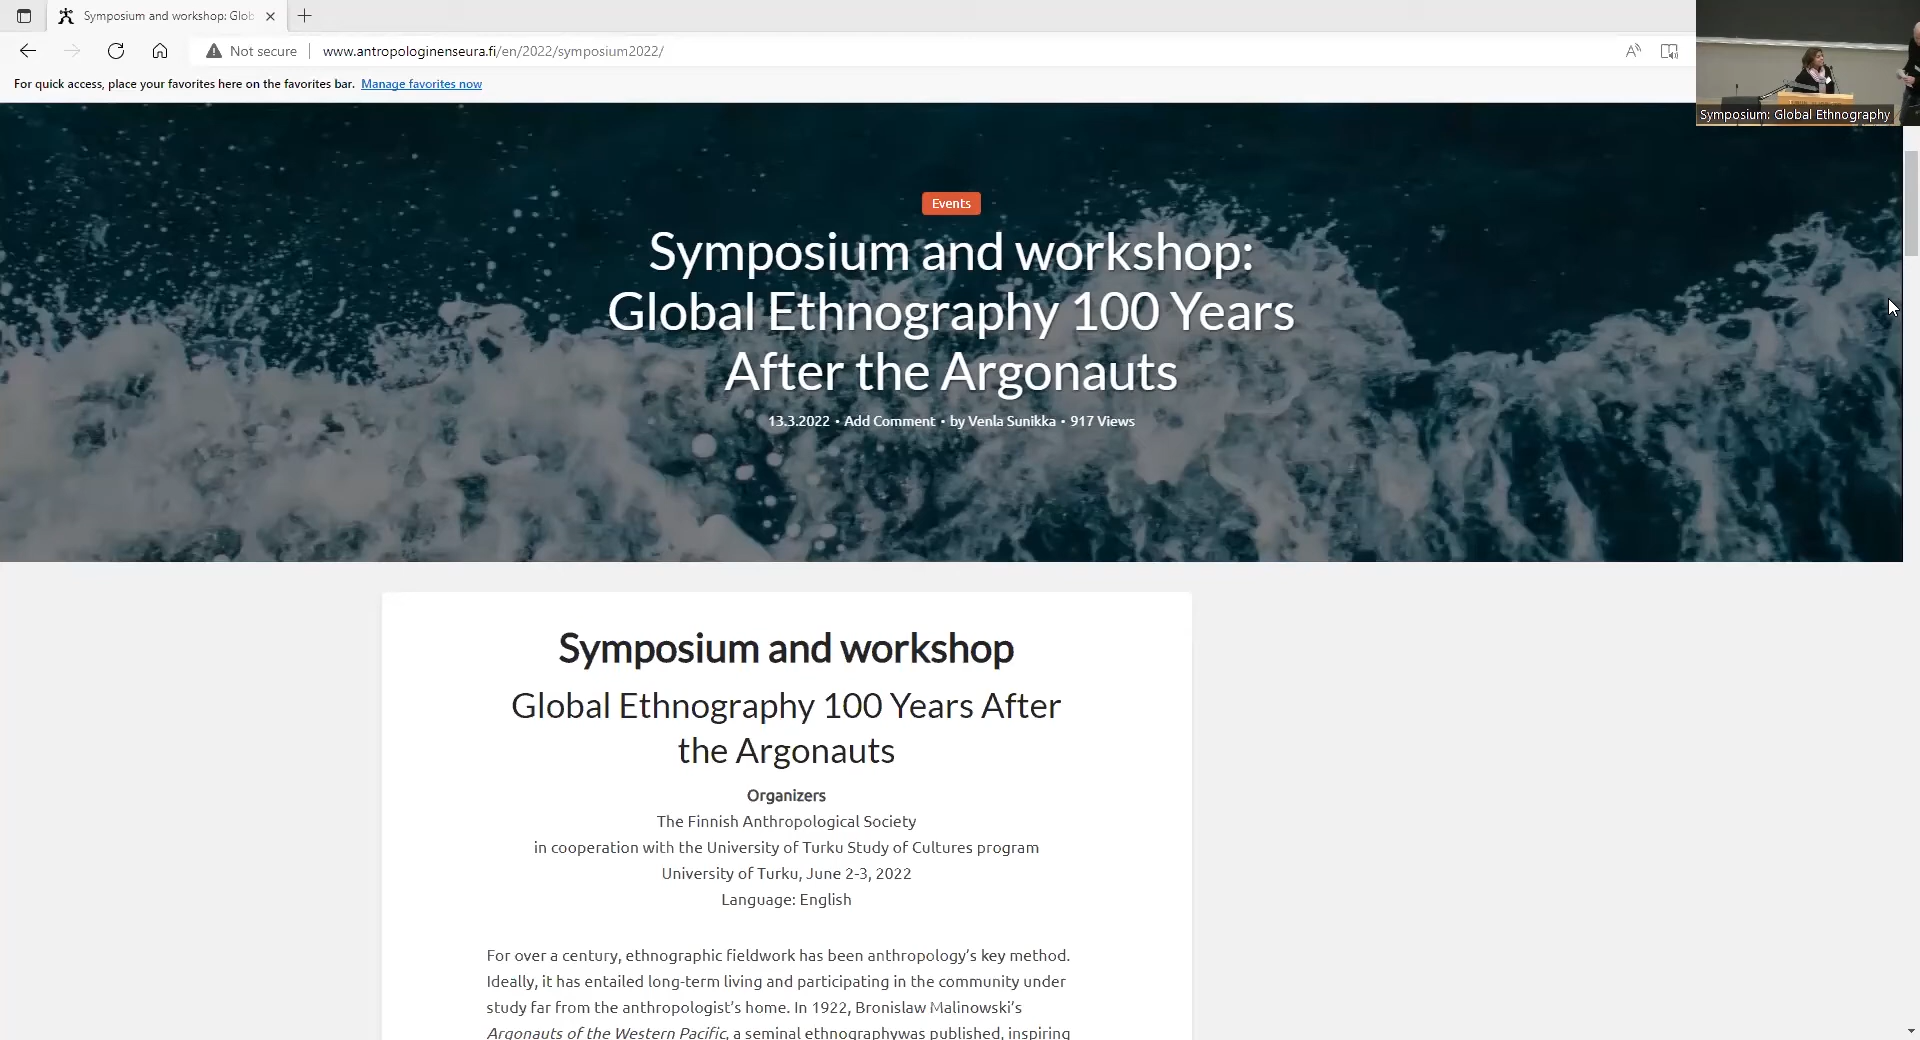 Symposium and workshop: Glob
Not secure
www.antropologinenseura.fi/en/2022/symposium2022/
For quick access, place your favorites here on the favorites bar. Manage favorites now
Symposium: Global Ethnography
Events
Symposium and workshop:
Global Ethnography 100 Years
After the Argonauts
13.3.2022 • Add Comment • by Venla Sunikka • 917 Views
Symposium and workshop
Global Ethnography 100 Years After
the Argonauts
Organizers
The Finnish Anthropological Society
in cooperation with the University of Turku Study of Cultures program
University of Turku, June 2-3, 2022
Language: English
For over a century, ethnographic fieldwork has been anthropology’s key method.
Ideally, it has entailed long-term living and participating in the community under
study far from the anthropologist’s home. In 1922, Bronislaw Malinowski’s
Argonauts of the Western Pacific, a seminal ethnographywas published, inspiring